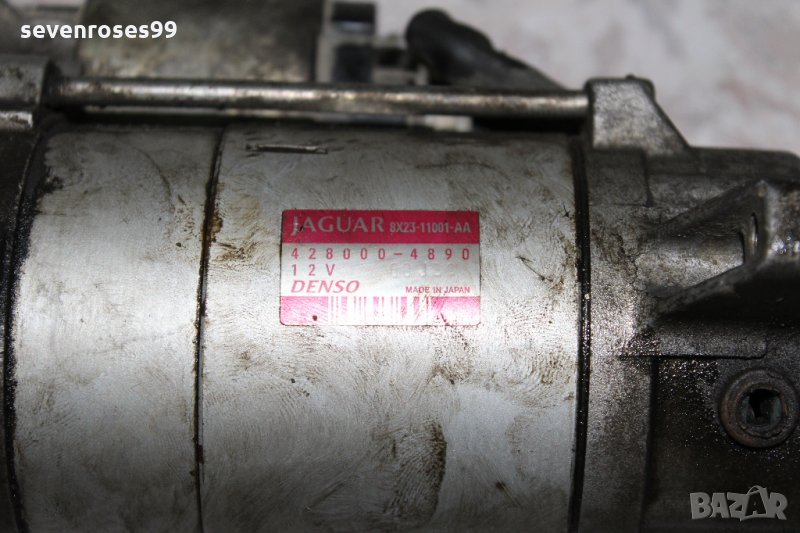 sevenroses99
JAGUAR 8X23-11001-AA
428000-4890
12V
DENSO MADE IN JAPAN
BAZAR